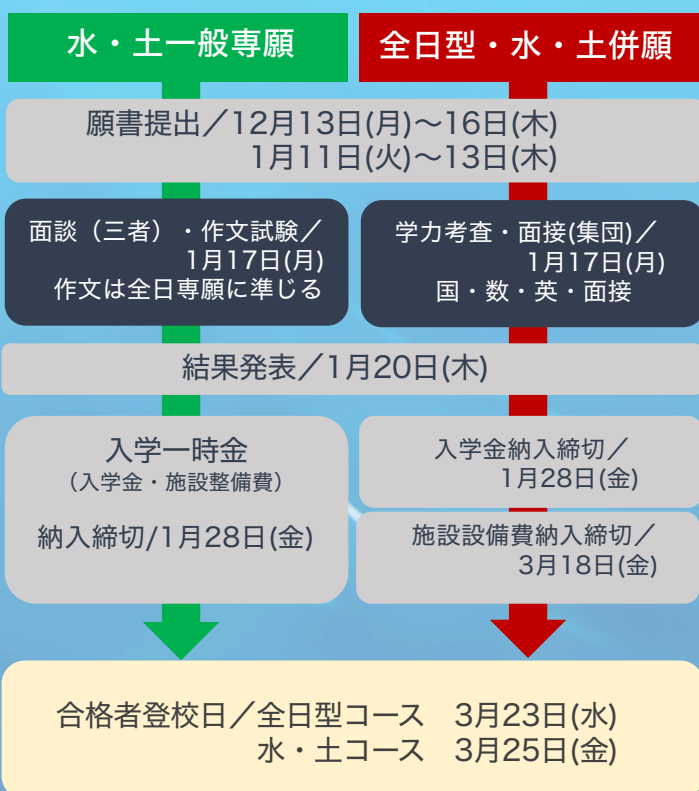 水・土一般専願
全日型・水・土併願
願書提出／12月13日(月)～16日(木)
1月11日(火)～13日(木)
面談（三者）・作文試験／
1月17日(月)
作文は全日専願に準じる
学力考査・面接(集団)／
1月17日(月)
国・数・英・面接
結果発表／1月20日(木)
入学一時金
（入学金・施設整備費）
納入締切/1月28日(金)
入学金納入締切／
1月28日(金)
施設設備費納入締切／
3月18日(金)
合格者登校日／全日型コース　3月23日(水)
水・土コース　3月25日(金)